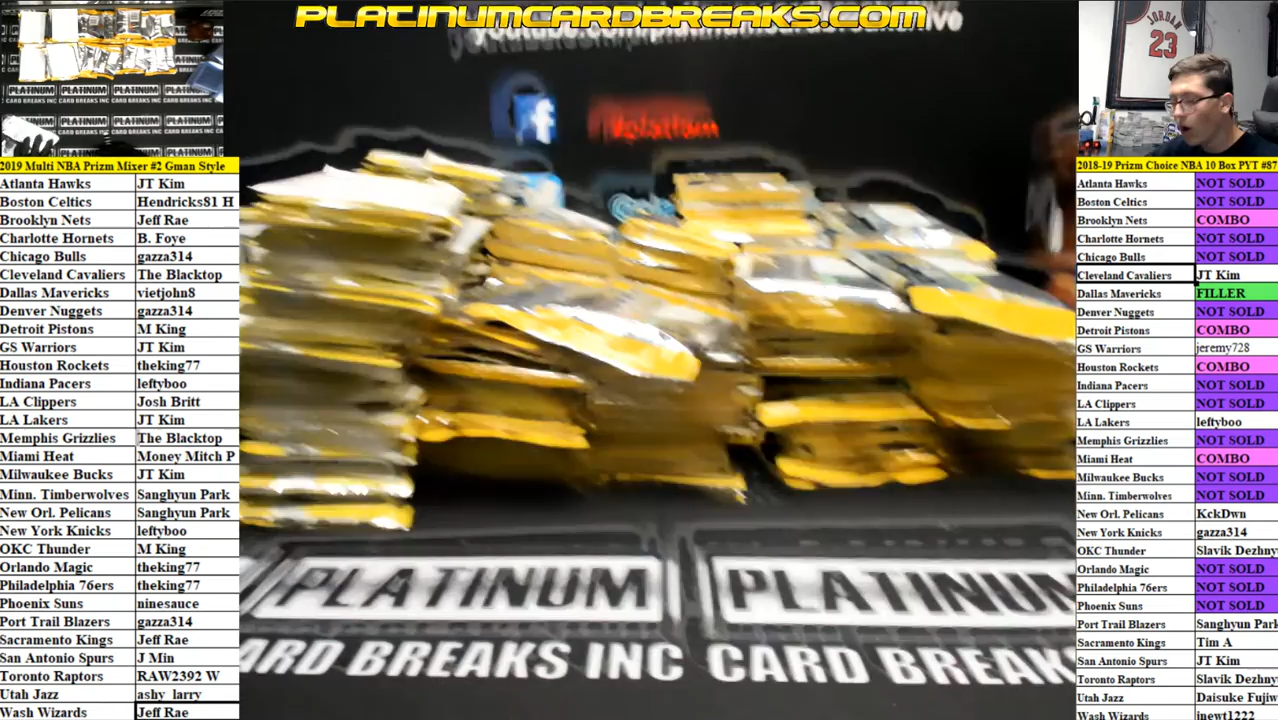 PLATINUMCARDBREAKS.COM
JORDAN
23
PLATINUM PLATINUM
CARD BREAKS INC CARD BREAK
2019 Multi NBA Prizm Mixer #2 Gman Style
Atlanta Hawks JT Kim
Boston Celtics Hendricks81 H
Brooklyn Nets Jeff Rae
Charlotte Hornets B. Foye
Chicago Bulls gazza314
Cleveland Cavaliers The Blacktop
Dallas Mavericks vietjohn8
Denver Nuggets gazza314
Detroit Pistons M King
GS Warriors JT Kim
Houston Rockets theking77
Indiana Pacers leftyboo
LA Clippers Josh Britt
LA Lakers JT Kim
Memphis Grizzlies The Blacktop
Miami Heat Money Mitch P
Milwaukee Bucks JT Kim
Minn. Timberwolves Sanghyun Park
New Orl. Pelicans Sanghyun Park
New York Knicks leftyboo
OKC Thunder M King
Orlando Magic theking77
Philadelphia 76ers theking77
Phoenix Suns ninesauce
Port Trail Blazers gazza314
Sacramento Kings Jeff Rae
San Antonio Spurs J Min
Toronto Raptors RAW2392 W
Utah Jazz ashy_larry
Wash Wizards Jeff Rae
2018-19 Prizm Choice NBA 10 Box PYT #87
Atlanta Hawks NOT SOLD
Boston Celtics NOT SOLD
Brooklyn Nets COMBO
Charlotte Hornets NOT SOLD
Chicago Bulls NOT SOLD
Cleveland Cavaliers JT Kim
Dallas Mavericks FILLER
Denver Nuggets NOT SOLD
Detroit Pistons COMBO
GS Warriors jeremy728
Houston Rockets COMBO
Indiana Pacers NOT SOLD
LA Clippers NOT SOLD
LA Lakers leftyboo
Memphis Grizzlies NOT SOLD
Miami Heat COMBO
Milwaukee Bucks NOT SOLD
Minn. Timberwolves NOT SOLD
New Orl. Pelicans KckDwn
New York Knicks gazza314
OKC Thunder Slavik Dezhny
Orlando Magic NOT SOLD
Philadelphia 76ers NOT SOLD
Phoenix Suns NOT SOLD
Port Trail Blazers Sanghyun Park
Sacramento Kings Tim A
San Antonio Spurs JT Kim
Toronto Raptors Slavik Dezhny
Utah Jazz Daisuke Fujiw
Wash Wizards jnewt1222